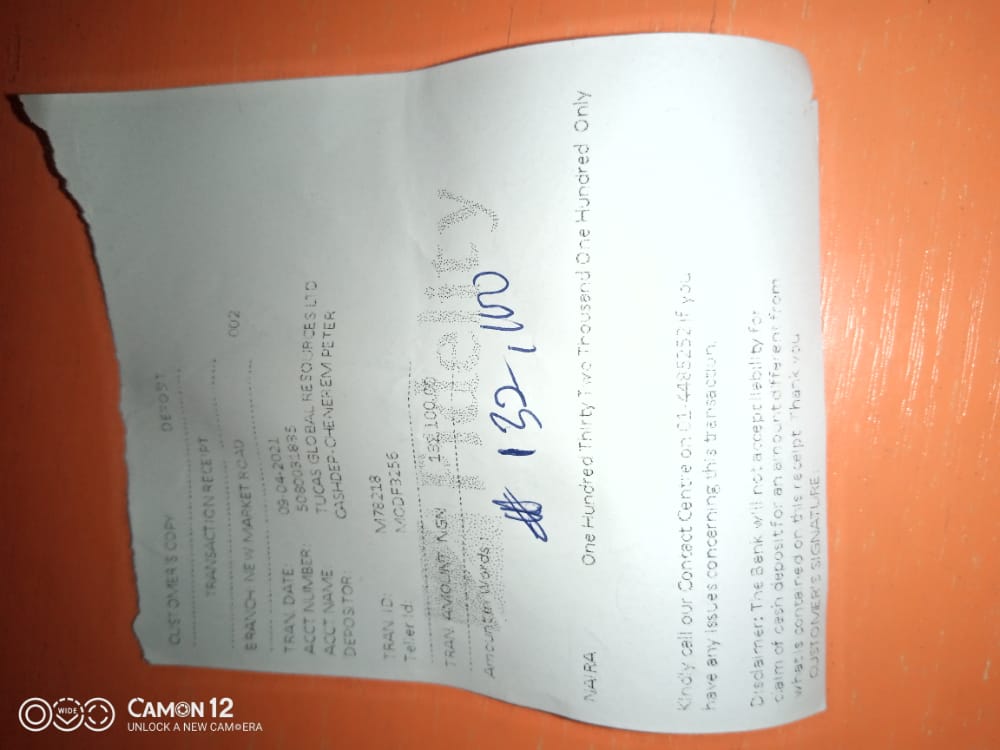 CUSTOMER'S COPY DEPOSIT
TRANSACTION RECEIPT
BRANCH NEW MARKET ROAD 002
TRAN DATE: 09-04-2021
ACCT NUMBER: 5080031835
ACCT NAME TUCAS GLOBAL RESOURCES LTD
DEPOSITOR: CASHDEP-CHENEREM PETER
TRAN ID: M78218
Teller Id: MCDF3156
TRAN AMOUNT NGN 132,100.00
Amount in Words :
Fidelity
# 132,100
NAIRA One Hundred Thirty Two Thousand One Hundred Only
Kindly call our Contact Centre on 01 4485252 if you
have any issues concerning this transaction.
Disclaimer: The Bank will not accept liability for
claim of cash deposit for an amount different from
what is contained on this receipt. Thank you
CUSTOMER'S SIGNATURE:
CAMON 12
WIDE
UNLOCK A NEW CAMERA